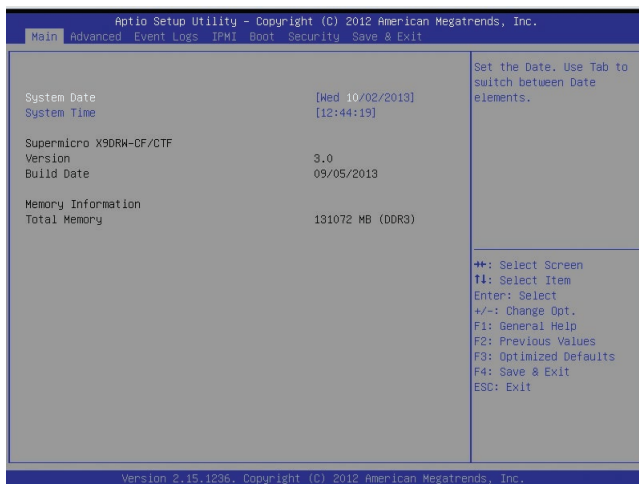 Aptio Setup Utility – Copyright (C) 2012 American Megatrends, Inc.
Main Advanced Event Logs IPMI Boot Security Save & Exit
System Date [Wed 10/02/2013]
System Time [12:44:19]
Supermicro X9DRW-CF/CTF
Version 3.0
Build Date 09/05/2013
Memory Information
Total Memory 131072 MB (DDR3)
Set the Date. Use Tab to
switch between Date
elements.
→←: Select Screen
↑↓: Select Item
Enter: Select
+/-: Change Opt.
F1: General Help
F2: Previous Values
F3: Optimized Defaults
F4: Save & Exit
ESC: Exit
Version 2.15.1236. Copyright (C) 2012 American Megatrends, Inc.